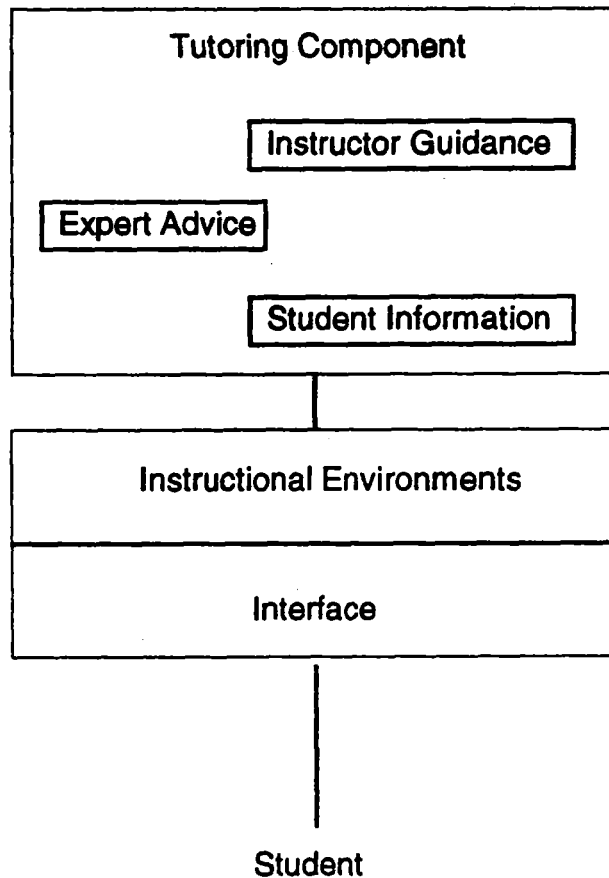 Tutoring Component
Instructor Guidance
Expert Advice
Student Information
Instructional Environments
Interface
Student